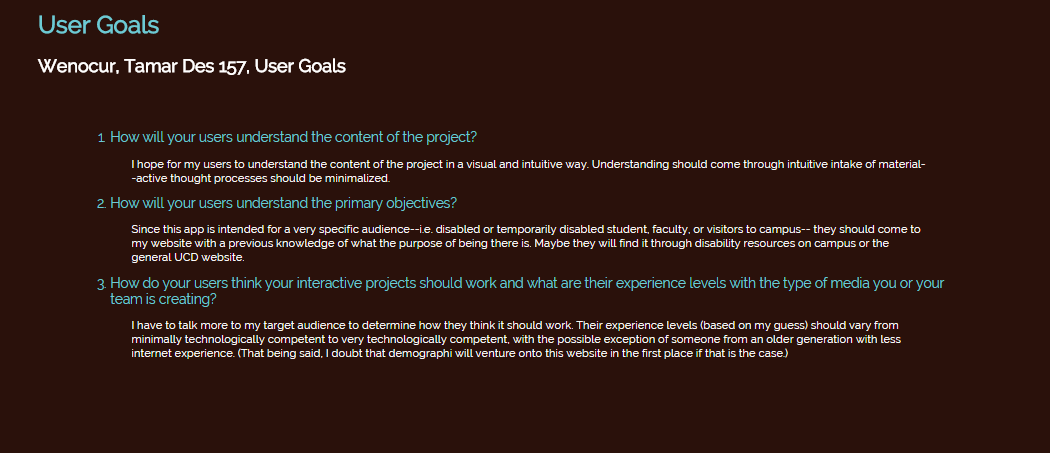 User Goals
Wenocur, Tamar Des 157, User Goals
1. How will your users understand the content of the project?
I hope for my users to understand the content of the project in a visual and intuitive way. Understanding should come through intuitive intake of material-
-active thought processes should be minimalized.
2. How will your users understand the primary objectives?
Since this app is intended for a very specific audience--i.e. disabled or temporarily disabled student, faculty, or visitors to campus-- they should come to
my website with a previous knowledge of what the purpose of being there is. Maybe they will find it through disability resources on campus or the
general UCD website.
3. How do your users think your interactive projects should work and what are their experience levels with the type of media you or your
team is creating?
I have to talk more to my target audience to determine how they think it should work. Their experience levels (based on my guess) should vary from
minimally technologically competent to very technologically competent, with the possible exception of someone from an older generation with less
internet experience. (That being said, I doubt that demographi will venture onto this website in the first place if that is the case.)